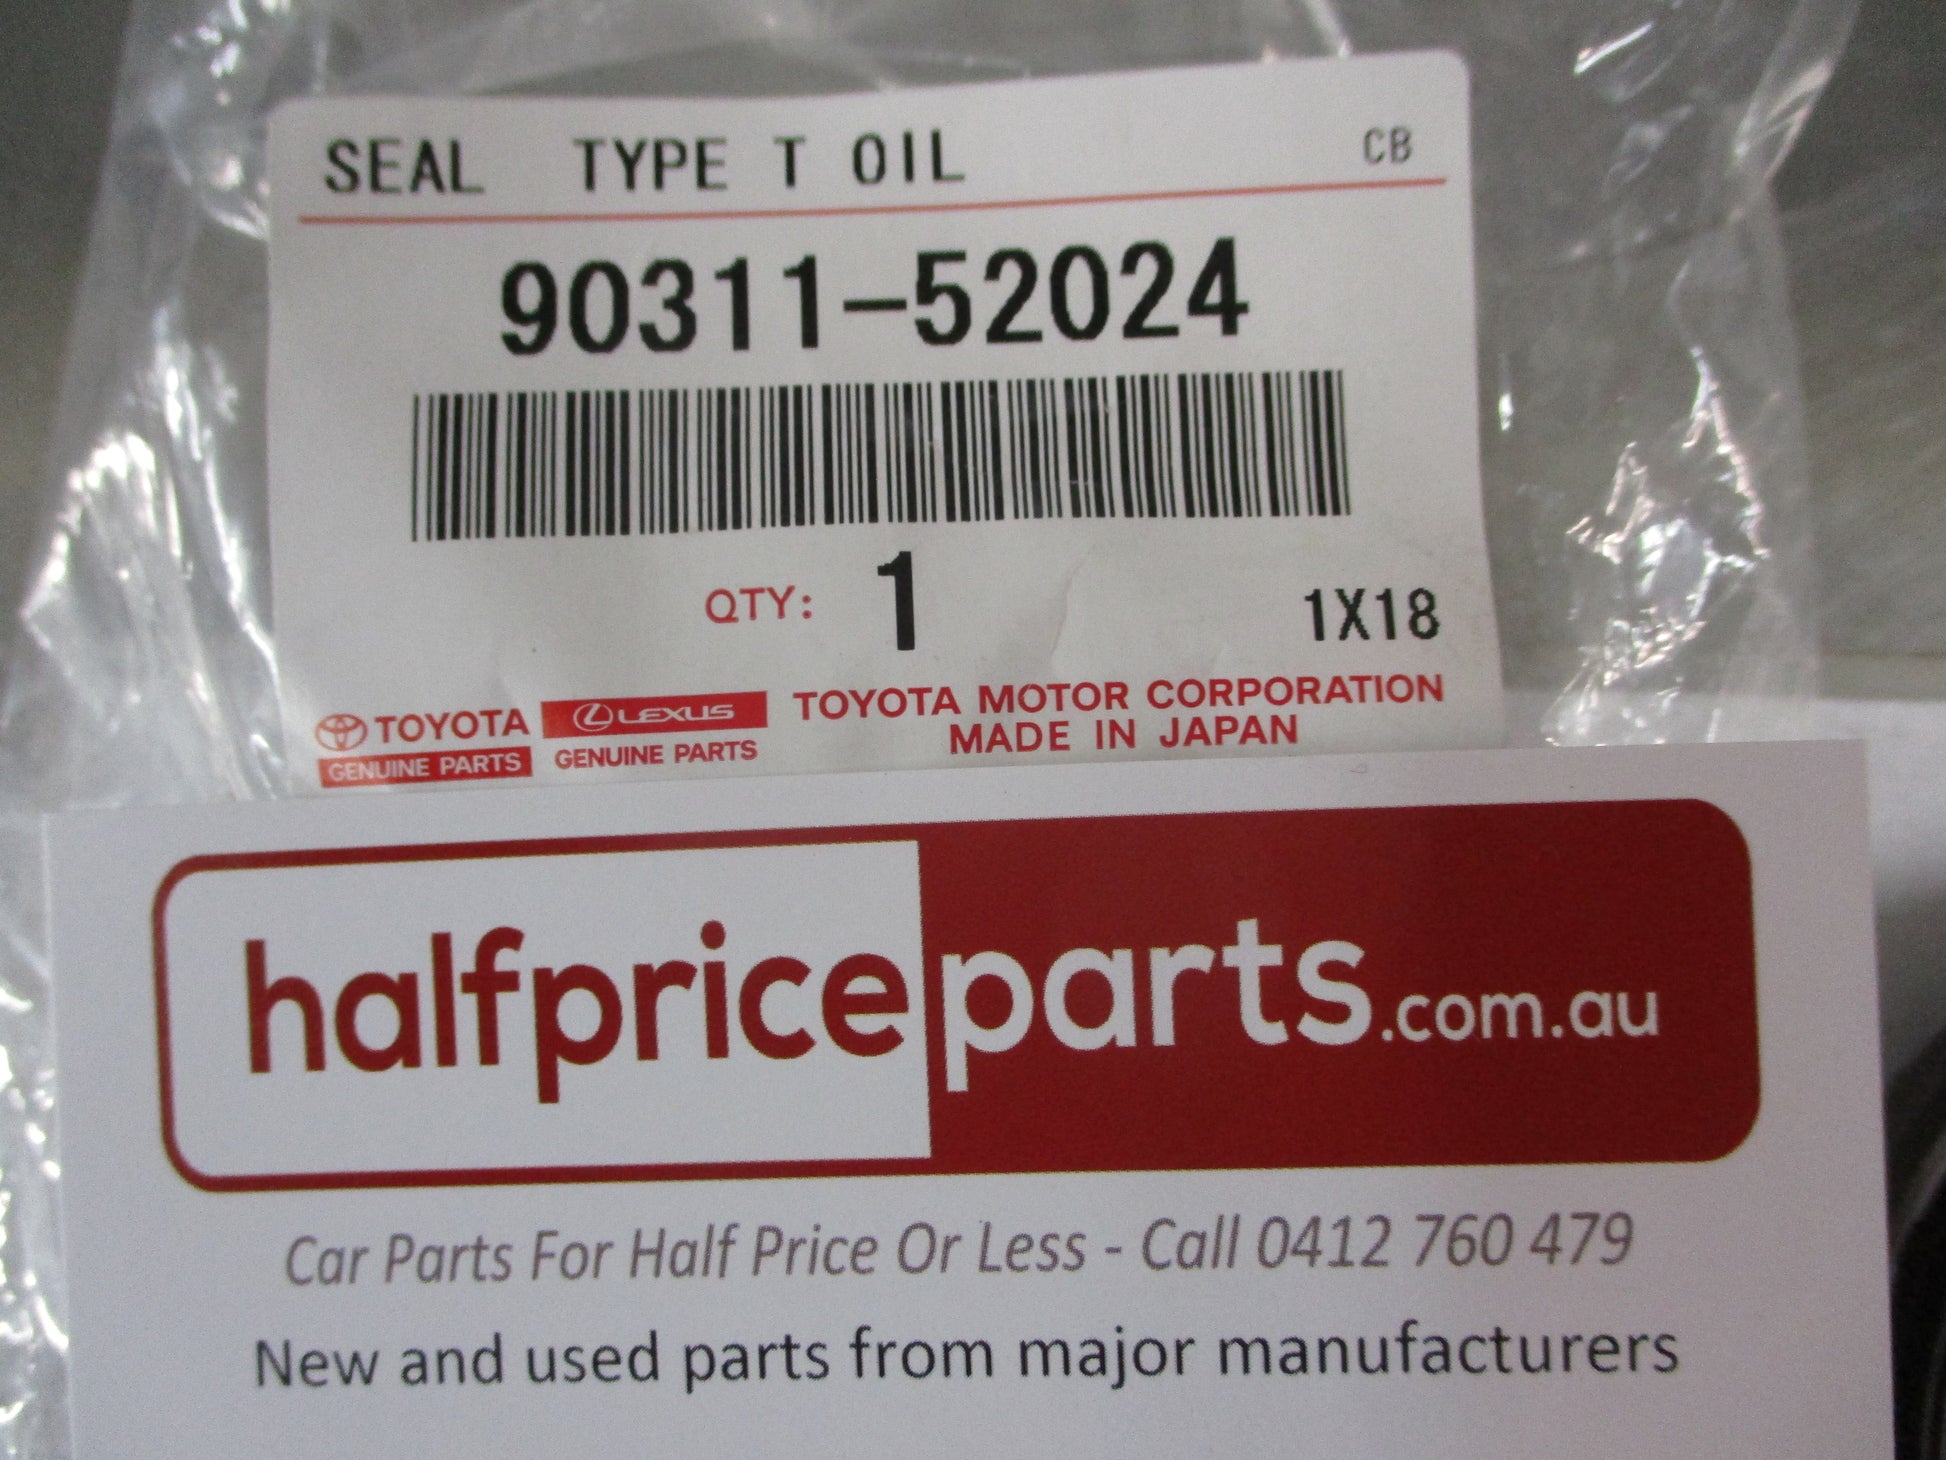 SEAL TYPE T OIL CB
90311-52024
QTY: 1 1X18
TOYOTA LEXUS TOYOTA MOTOR CORPORATION
GENUINE PARTS GENUINE PARTS MADE IN JAPAN
halfpriceparts.com.au
Car Parts For Half Price Or Less - Call 0412 760 479
New and used parts from major manufacturers